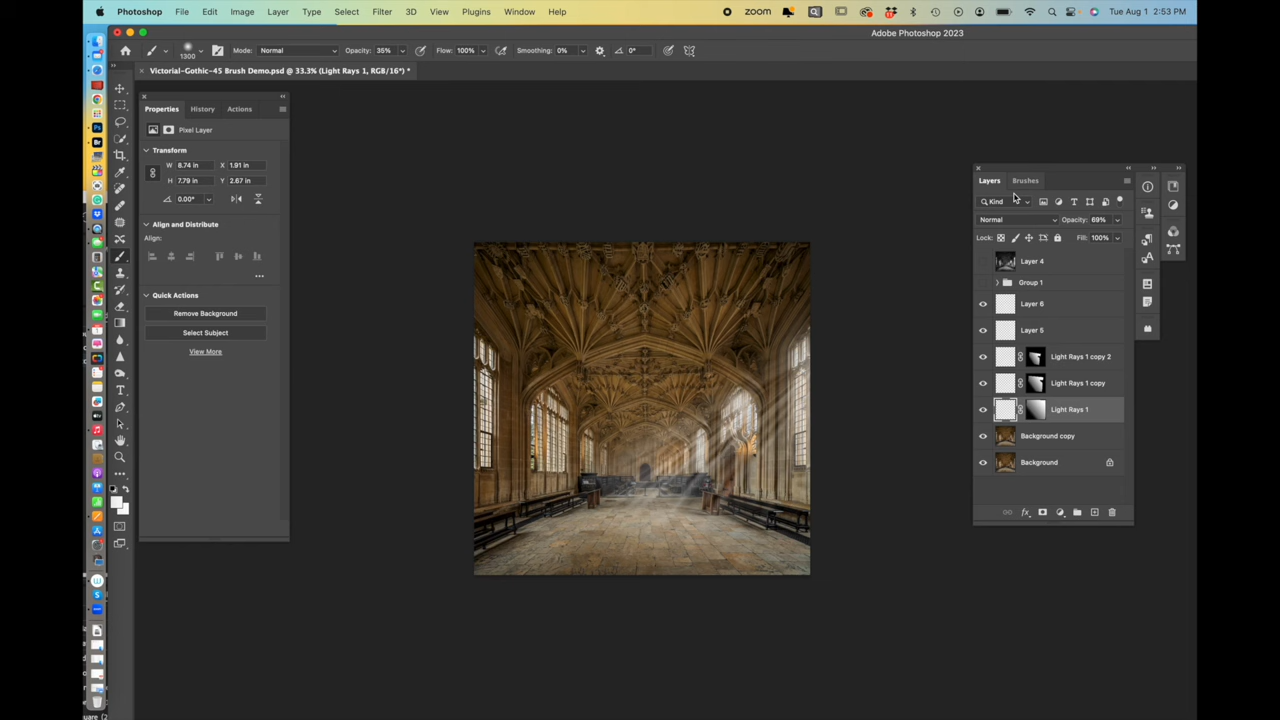 Photoshop File Edit Image Layer Type Select Filter 3D View Plugins Window Help zoom Tue Aug 1 2:53 PM
Adobe Photoshop 2023
1300 Mode: Normal Opacity: 35% Flow: 100% Smoothing: 0% 0°
Victorial-Gothic-45 Brush Demo.psd @ 33.3% (Light Rays 1, RGB/16*) *
Properties History Actions
Pixel Layer
Transform
W 8.74 in X 1.91 in
H 7.79 in Y 2.67 in
0.00°
Align and Distribute
Align:
Quick Actions
Remove Background
Select Subject
View More
Layers Brushes
Kind
Normal Opacity: 69%
Lock: Fill: 100%
Layer 4
Group 1
Layer 6
Layer 5
Light Rays 1 copy 2
Light Rays 1 copy
Light Rays 1
Background copy
Background
fx